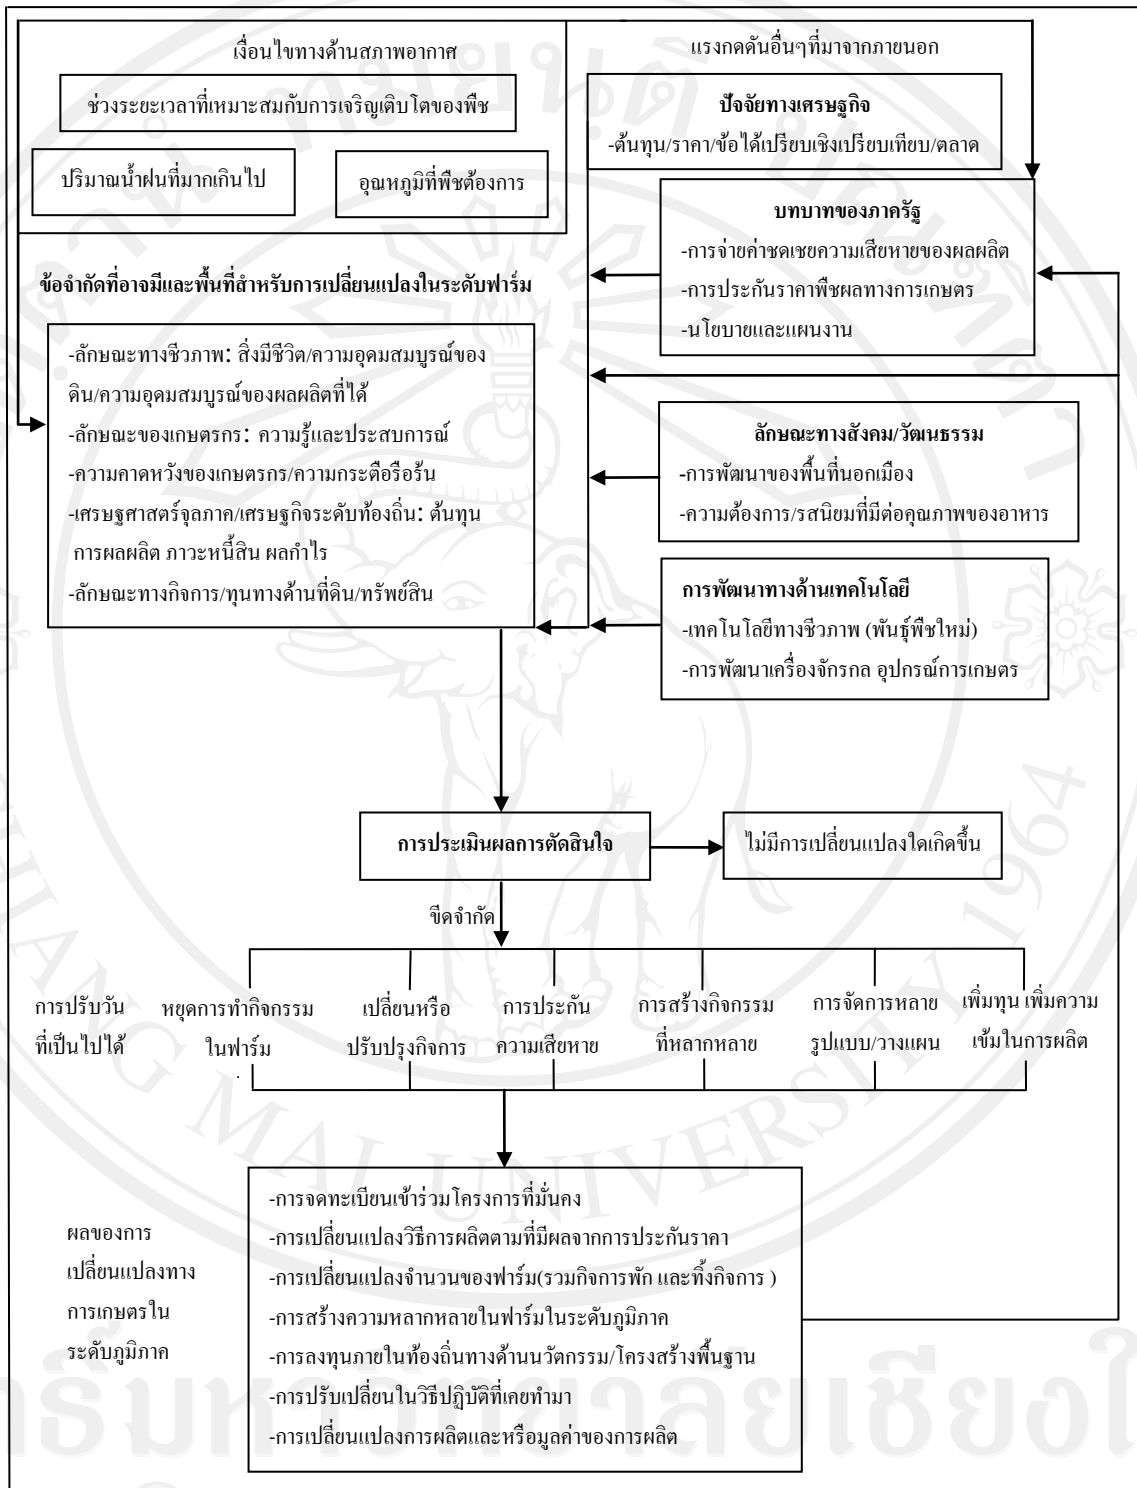 เงื่อนไขทางด้านสภาพอากาศ
ช่วงระยะเวลาที่เหมาะสมกับการเจริญเติบโตของพืช
ปริมาณน้ำฝนที่มากเกินไป
อุณหภูมิที่พืชต้องการ
แรงกดดันอื่นๆที่มาจากภายนอก
ปัจจัยทางเศรษฐกิจ
-ต้นทุน/ราคา/ข้อได้เปรียบเชิงเปรียบเทียบ/ตลาด
บทบาทของภาครัฐ
-การจ่ายค่าชดเชยความเสียหายของผลผลิต
-การประกันราคาพืชผลทางการเกษตร
-นโยบายและแผนงาน
ข้อจำกัดที่อาจมีและพื้นที่สำหรับการเปลี่ยนแปลงในระดับฟาร์ม
-ลักษณะทางชีวภาพ: สิ่งมีชีวิต/ความอุดมสมบูรณ์ของ
ดิน/ความอุดมสมบูรณ์ของผลผลิตที่ได้
-ลักษณะของเกษตรกร: ความรู้และประสบการณ์
-ความคาดหวังของเกษตรกร/ความกระตือรือร้น
-เศรษฐศาสตร์จุลภาค/เศรษฐกิจระดับท้องถิ่น: ต้นทุน
การผลผลิต ภาวะหนี้สิน ผลกำไร
-ลักษณะทางกิจการ/ทุนทางด้านที่ดิน/ทรัพย์สิน
ลักษณะทางสังคม/วัฒนธรรม
-การพัฒนาของพื้นที่นอกเมือง
-ความต้องการ/รสนิยมที่มีต่อคุณภาพของอาหาร
การพัฒนาทางด้านเทคโนโลยี
-เทคโนโลยีทางชีวภาพ (พันธุ์พืชใหม่)
-การพัฒนาเครื่องจักรกล อุปกรณ์การเกษตร
การประเมินผลการตัดสินใจ
ไม่มีการเปลี่ยนแปลงใดเกิดขึ้น
ขีดจำกัด
การปรับวัน
ที่เป็นไปได้
หยุดการทำกิจกรรม
ในฟาร์ม
เปลี่ยนหรือ
ปรับปรุงกิจการ
การประกัน
ความเสียหาย
การสร้างกิจกรรม
ที่หลากหลาย
การจัดการหลาย
รูปแบบ/วางแผน
เพิ่มทุน เพิ่มความ
เข้มในการผลิต
ผลของการ
เปลี่ยนแปลงทาง
การเกษตรใน
ระดับภูมิภาค
-การจดทะเบียนเข้าร่วมโครงการที่มั่นคง
-การเปลี่ยนแปลงวิธีการผลิตตามที่มีผลจากการประกันราคา
-การเปลี่ยนแปลงจำนวนของฟาร์ม(รวมกิจการพัก และทิ้งกิจการ )
-การสร้างความหลากหลายในฟาร์มในระดับภูมิภาค
-การลงทุนภายในท้องถิ่นทางด้านนวัตกรรม/โครงสร้างพื้นฐาน
-การปรับเปลี่ยนในวิธีปฏิบัติที่เคยทำมา
-การเปลี่ยนแปลงการผลิตและหรือมูลค่าของการผลิต